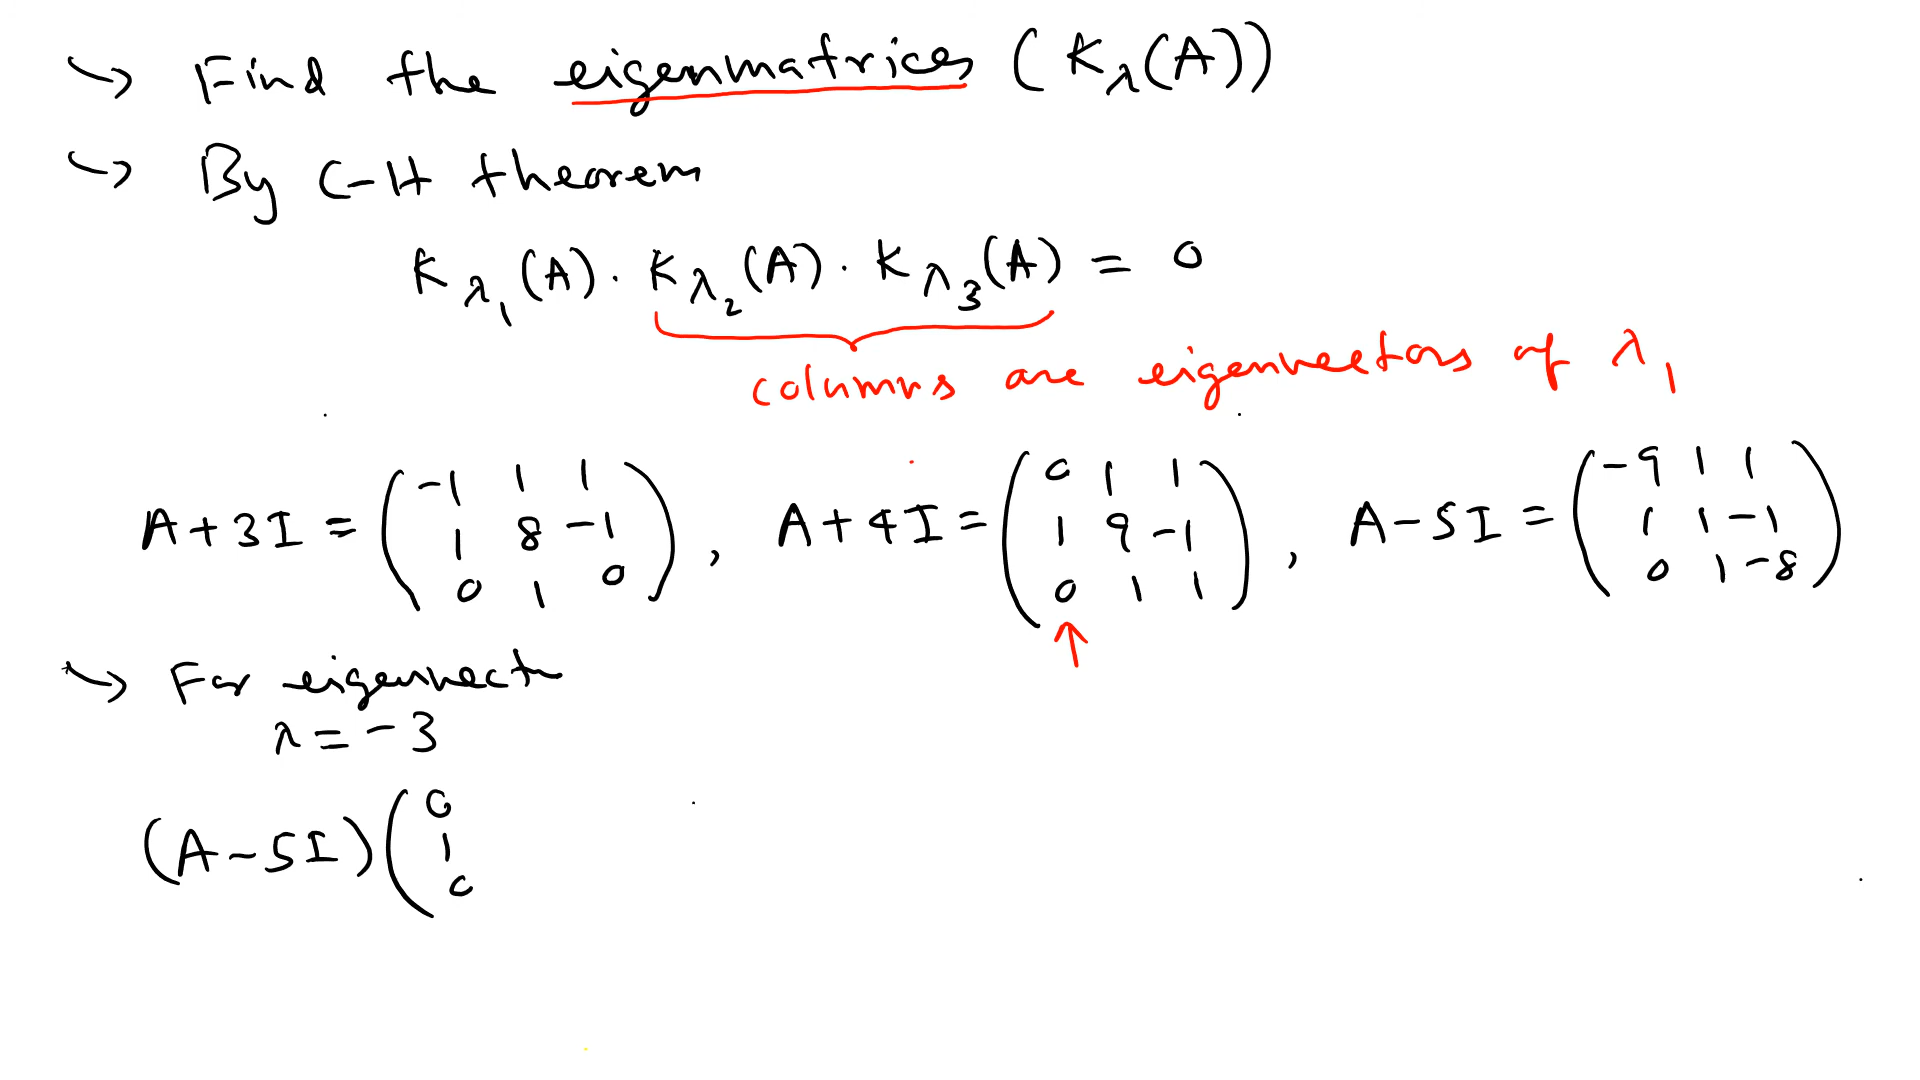 ↪ Find the eigenmatrices (K_λ(A))
↪ By C-H theorem
K_λ₁(A) · K_λ₂(A) · K_λ₃(A) = 0
columns are eigenvectors of λ₁
A+3I = ( -1 1 1 ; 1 8 -1 ; 0 1 0 ) , A+4I = ( 0 1 1 ; 1 9 -1 ; 0 1 1 ) , A-5I = ( -9 1 1 ; 1 1 -1 ; 0 1 -8 )
↪ For eigenvect
λ = -3
(A-5I) ( 0 ; 1 ; 0